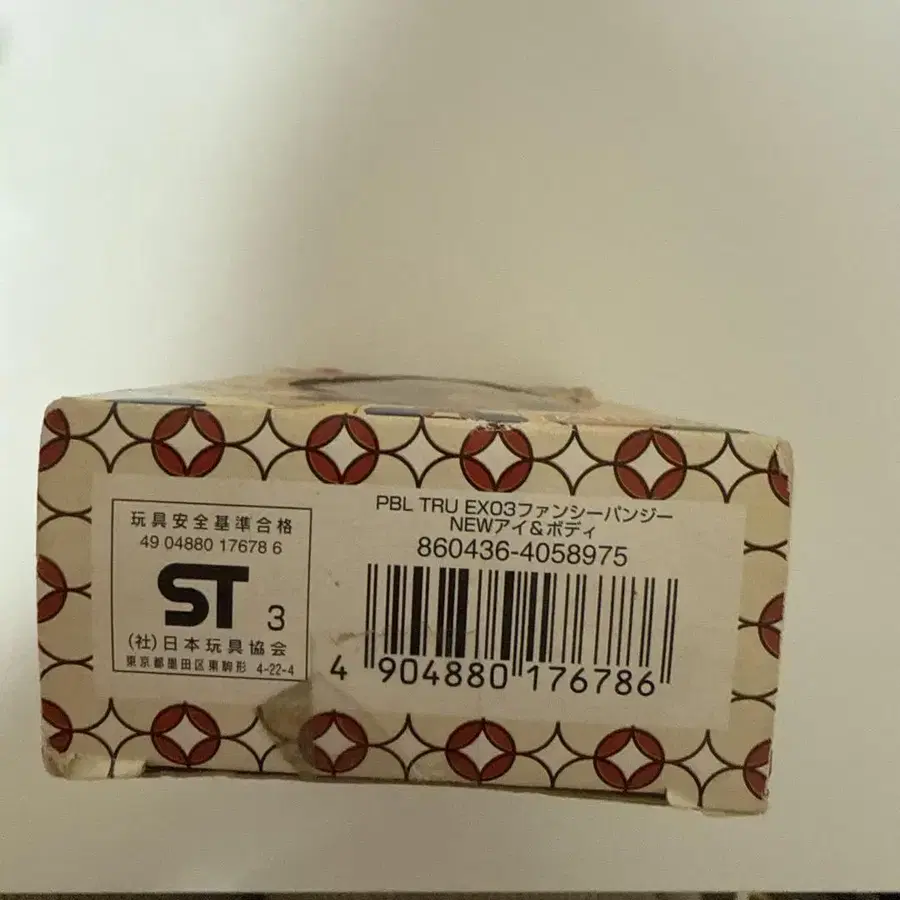 玩具安全基準合格
49 04880 17678 6
ST 3
(社)日本玩具協会
東京都墨田区東駒形 4-22-4
PBL TRU EX03ファンシーパンジー
NEWアイ&ボディ
860436-4058975
4 904880 176786